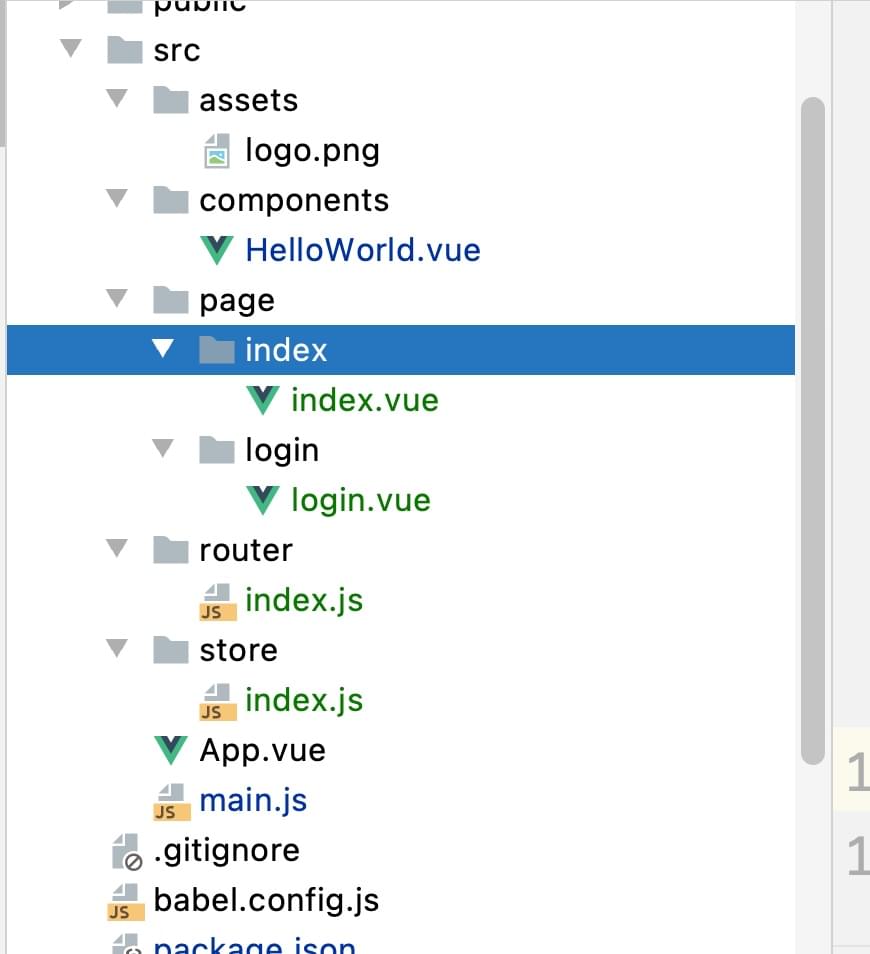 public
src
assets
logo.png
components
HelloWorld.vue
page
index
index.vue
login
login.vue
router
JS index.js
store
JS index.js
App.vue
JS main.js
.gitignore
JS babel.config.js
package.json
1
1